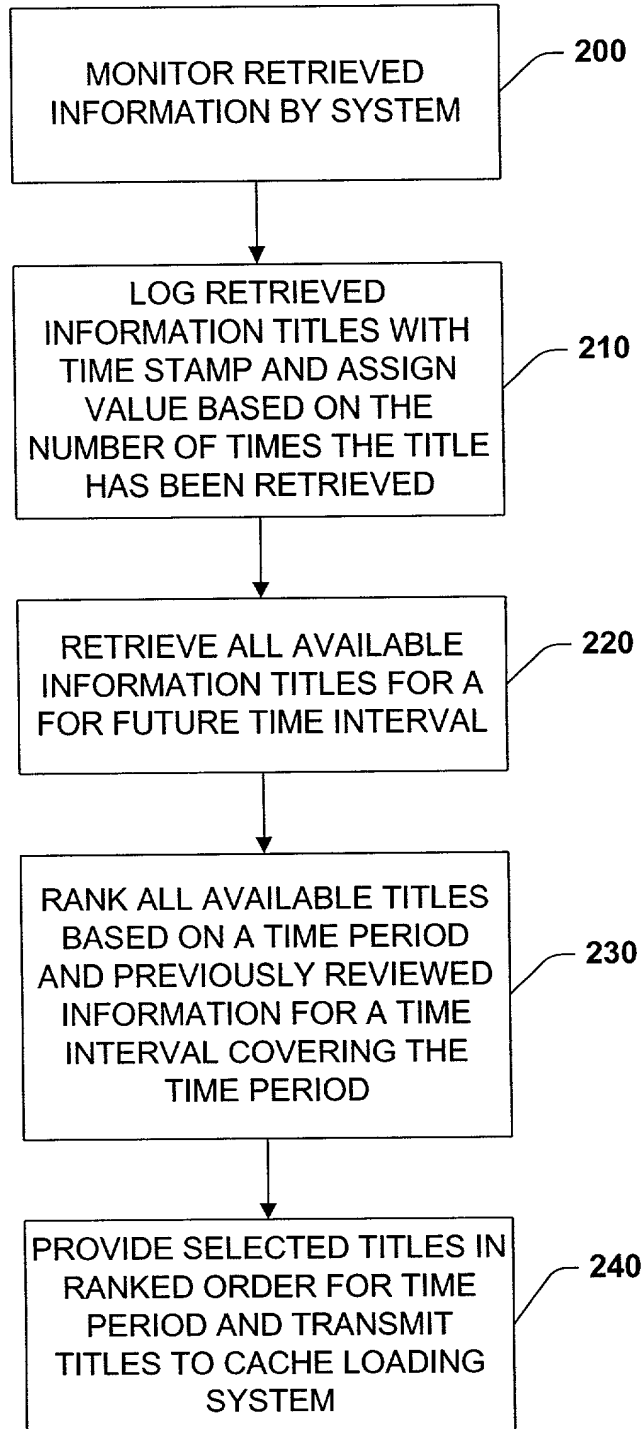 MONITOR RETRIEVED
INFORMATION BY SYSTEM
200
LOG RETRIEVED
INFORMATION TITLES WITH
TIME STAMP AND ASSIGN
VALUE BASED ON THE
NUMBER OF TIMES THE TITLE
HAS BEEN RETRIEVED
210
RETRIEVE ALL AVAILABLE
INFORMATION TITLES FOR A
FOR FUTURE TIME INTERVAL
220
RANK ALL AVAILABLE TITLES
BASED ON A TIME PERIOD
AND PREVIOUSLY REVIEWED
INFORMATION FOR A TIME
INTERVAL COVERING THE
TIME PERIOD
230
PROVIDE SELECTED TITLES IN
RANKED ORDER FOR TIME
PERIOD AND TRANSMIT
TITLES TO CACHE LOADING
SYSTEM
240